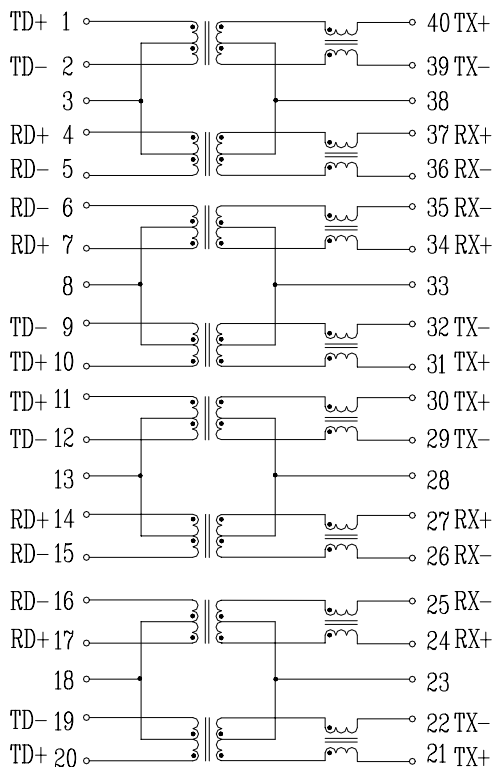 TD+ 1 40 TX+
TD- 2 39 TX-
3 38
RD+ 4 37 RX+
RD- 5 36 RX-
RD- 6 35 RX-
RD+ 7 34 RX+
8 33
TD- 9 32 TX-
TD+ 10 31 TX+
TD+ 11 30 TX+
TD- 12 29 TX-
13 28
RD+ 14 27 RX+
RD- 15 26 RX-
RD- 16 25 RX-
RD+ 17 24 RX+
18 23
TD- 19 22 TX-
TD+ 20 21 TX+